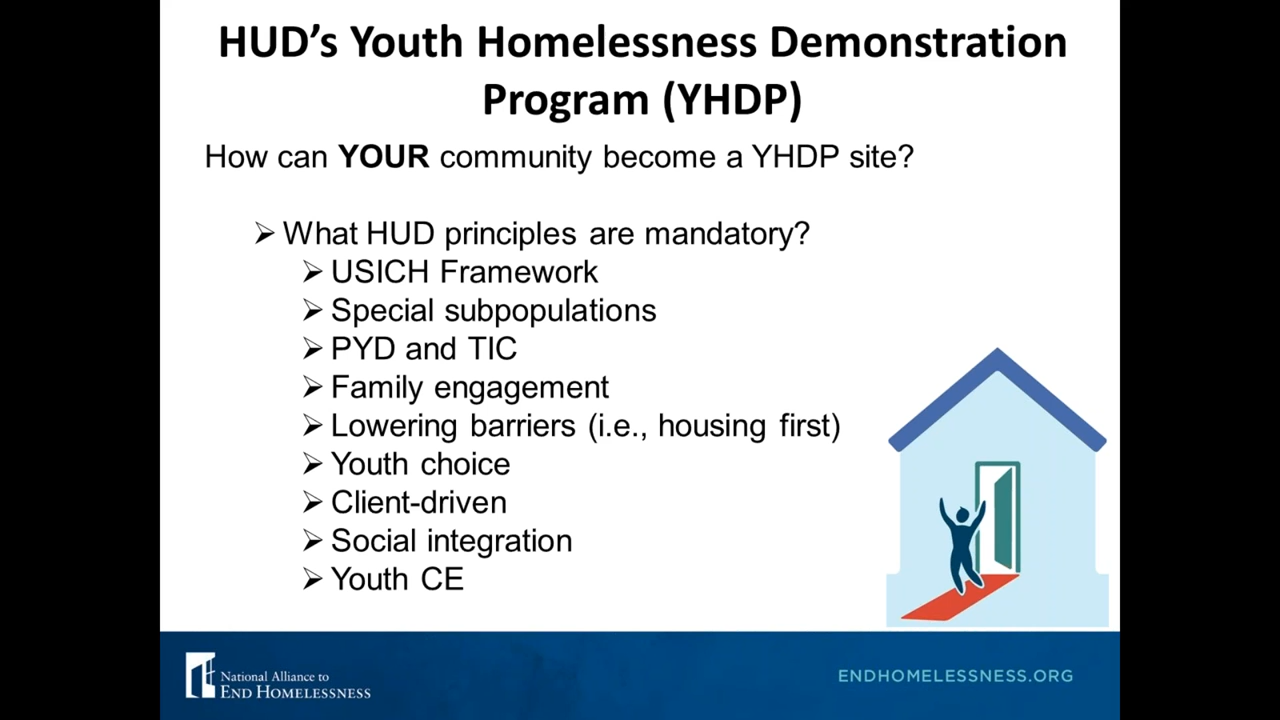 HUD’s Youth Homelessness Demonstration
Program (YHDP)
How can YOUR community become a YHDP site?
➢ What HUD principles are mandatory?
➢ USICH Framework
➢ Special subpopulations
➢ PYD and TIC
➢ Family engagement
➢ Lowering barriers (i.e., housing first)
➢ Youth choice
➢ Client-driven
➢ Social integration
➢ Youth CE
National Alliance to
END HOMELESSNESS
ENDHOMELESSNESS.ORG